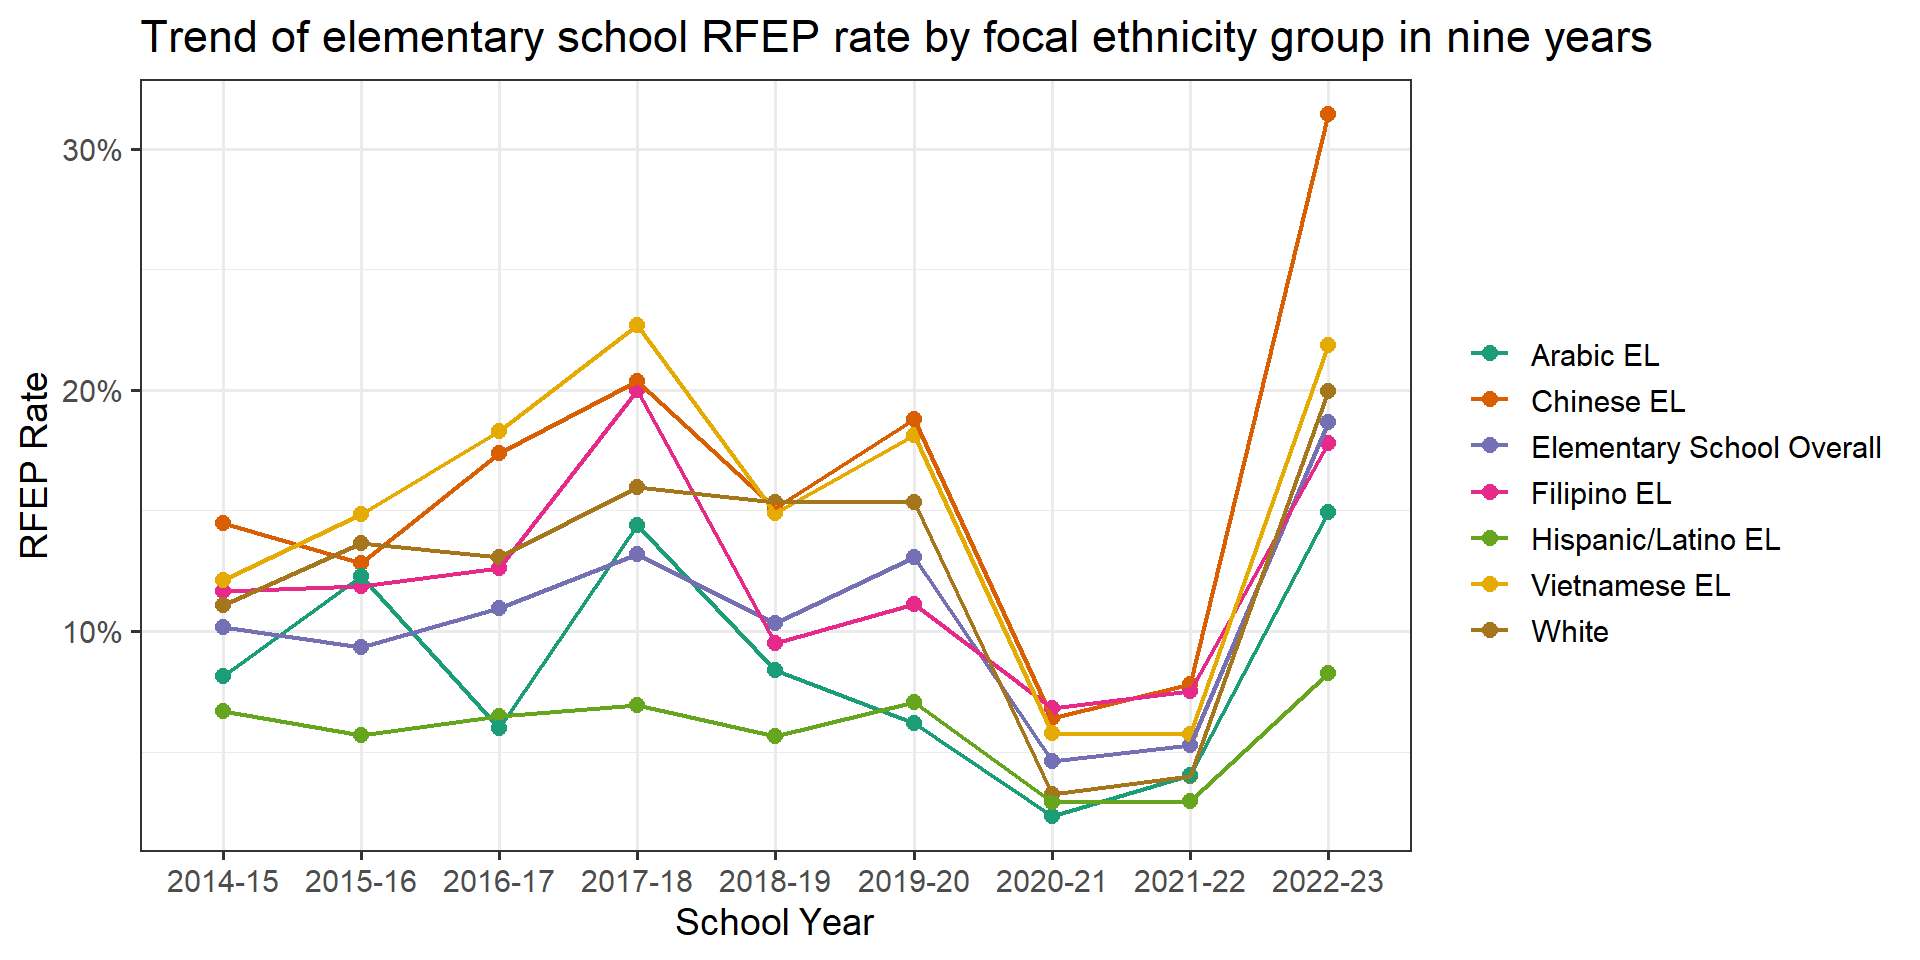 Trend of elementary school RFEP rate by focal ethnicity group in nine years
30%
20%
10%
RFEP Rate
2014-15 2015-16 2016-17 2017-18 2018-19 2019-20 2020-21 2021-22 2022-23
School Year
Arabic EL
Chinese EL
Elementary School Overall
Filipino EL
Hispanic/Latino EL
Vietnamese EL
White